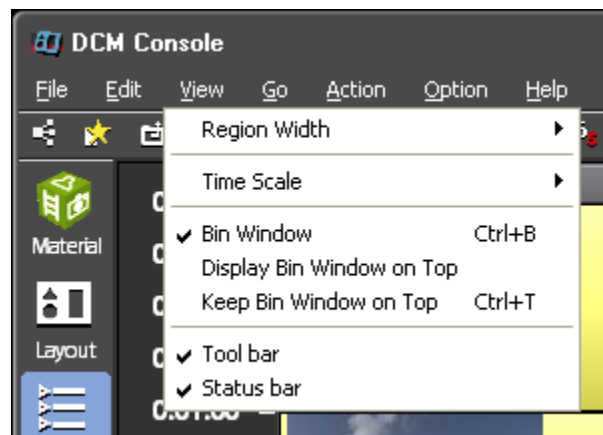 DCM Console
File Edit View Go Action Option Help
Region Width
Time Scale
Bin Window Ctrl+B
Display Bin Window on Top
Keep Bin Window on Top Ctrl+T
Tool bar
Status bar
Material
Layout